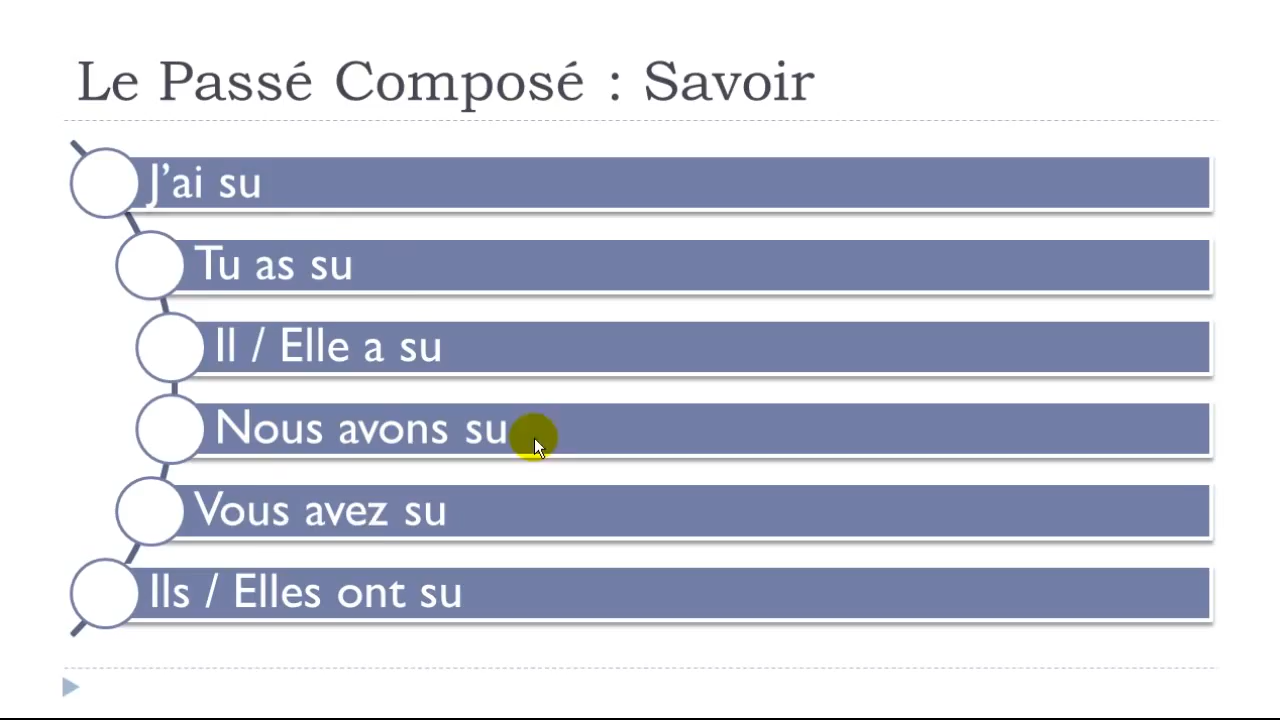 Le Passé Composé : Savoir
J’ai su
Tu as su
Il / Elle a su
Nous avons su
Vous avez su
Ils / Elles ont su